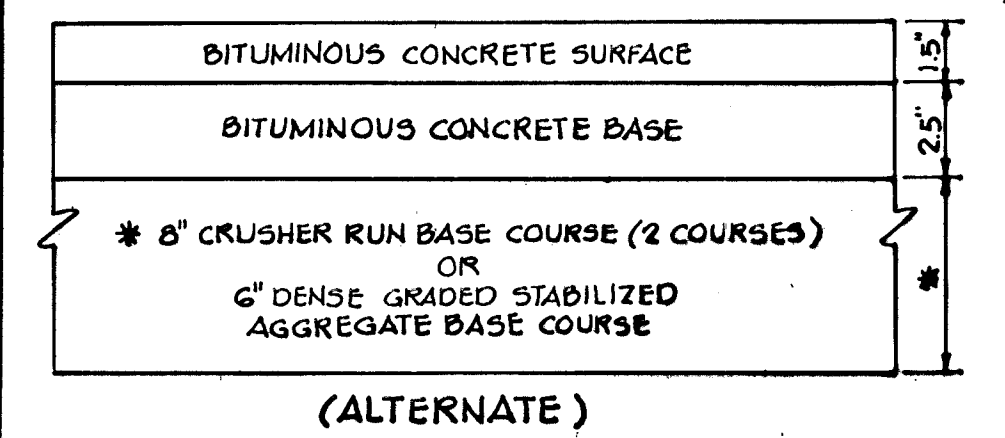 BITUMINOUS CONCRETE SURFACE
1.5"
BITUMINOUS CONCRETE BASE
2.5"
* 8" CRUSHER RUN BASE COURSE (2 COURSES)
OR
6" DENSE GRADED STABILIZED
AGGREGATE BASE COURSE
*
(ALTERNATE)